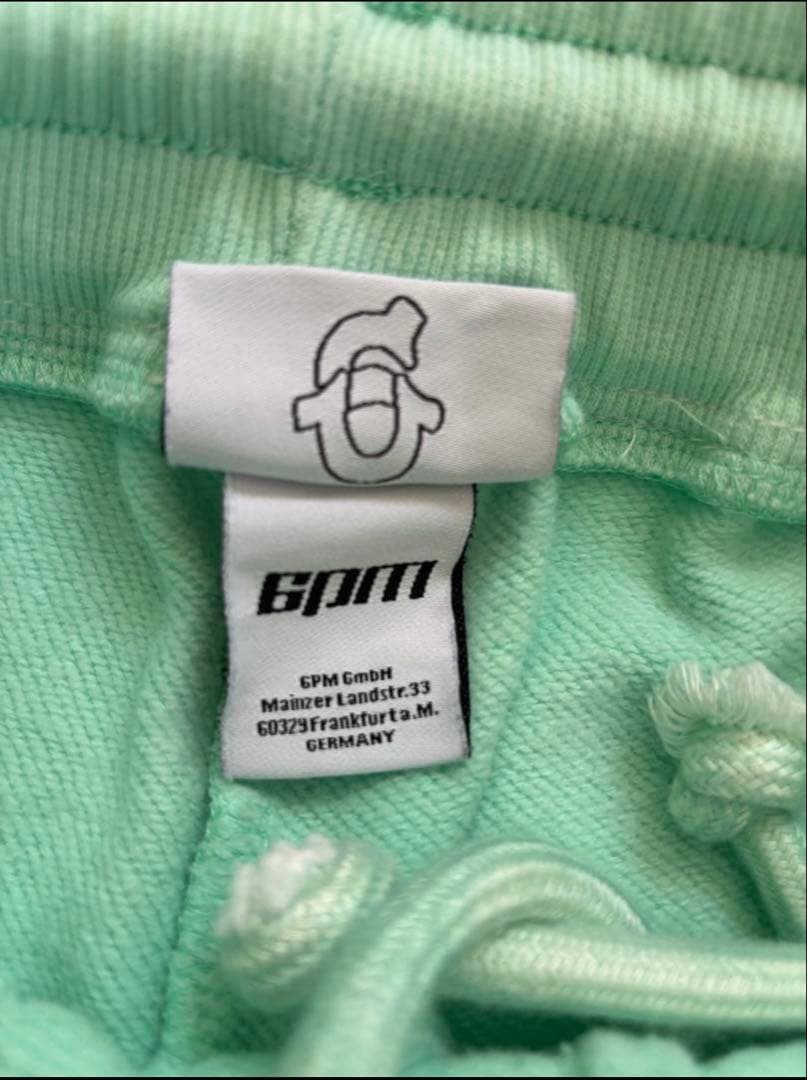 6pm
6PM GmbH
Mainzer Landstr.33
60329 Frankfurt a.M.
GERMANY